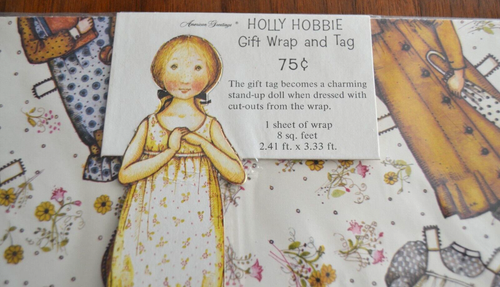 American Greetings ®
HOLLY HOBBIE
Gift Wrap and Tag
75¢
The gift tag becomes a charming
stand-up doll when dressed with
cut-outs from the wrap.
1 sheet of wrap
8 sq. feet
2.41 ft. x 3.33 ft.